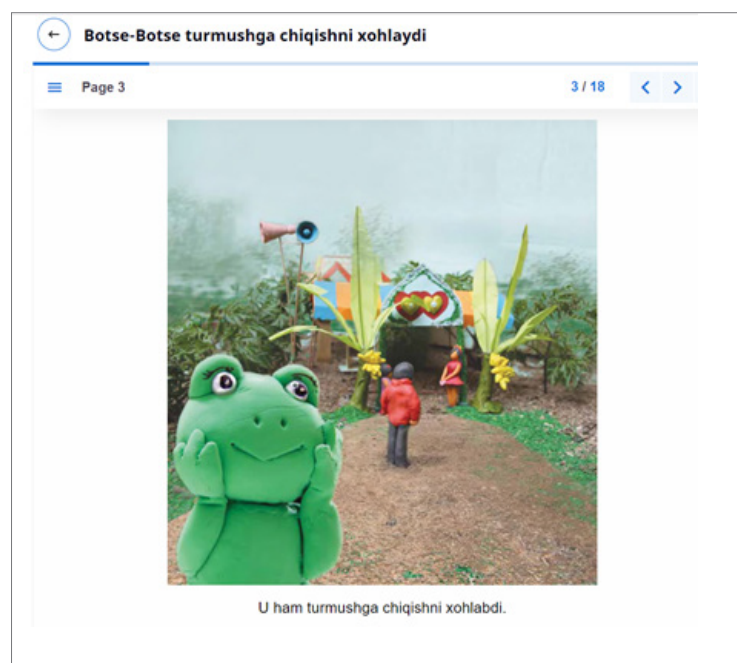 Botse-Botse turmushga chiqishni xohlaydi
Page 3
3 / 18
U ham turmushga chiqishni xohlabdi.